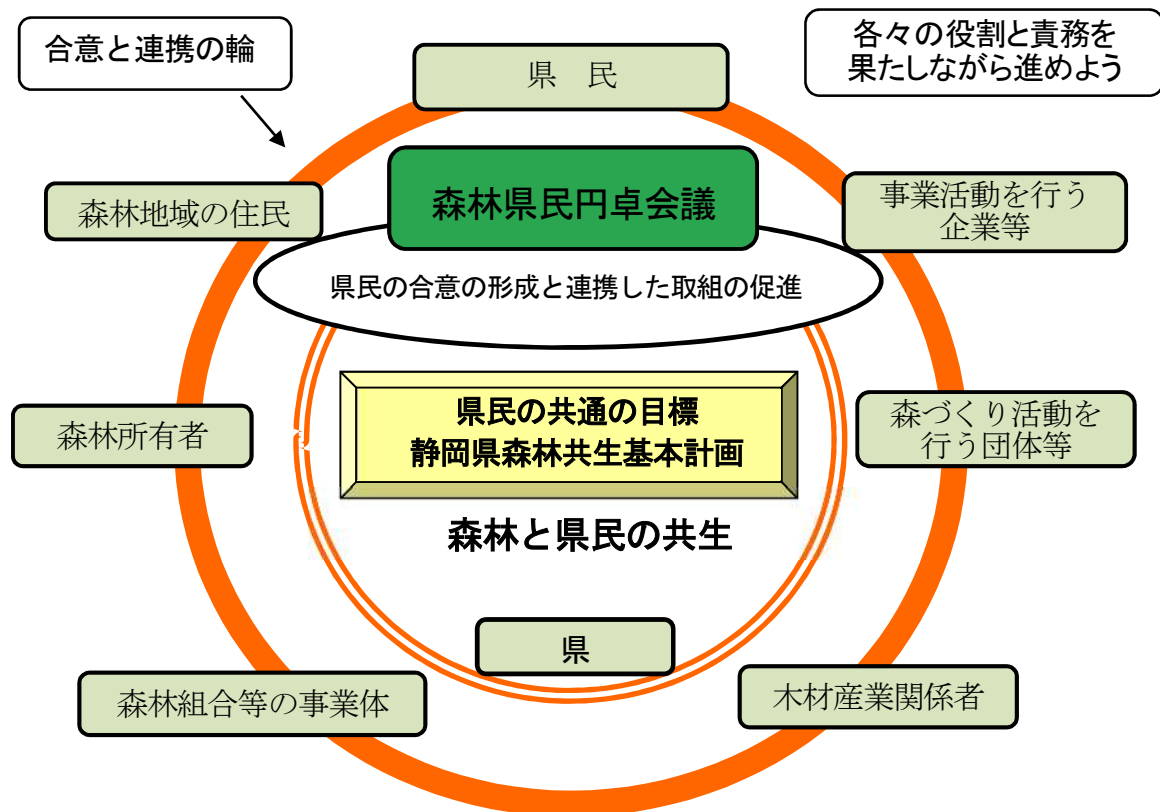 合意と連携の輪
各々の役割と責務を
果たしながら進めよう
県　民
森林県民円卓会議
森林地域の住民
事業活動を行う
企業等
県民の合意の形成と連携した取組の促進
県民の共通の目標
静岡県森林共生基本計画
森林所有者
森づくり活動を
行う団体等
森林と県民の共生
県
森林組合等の事業体
木材産業関係者